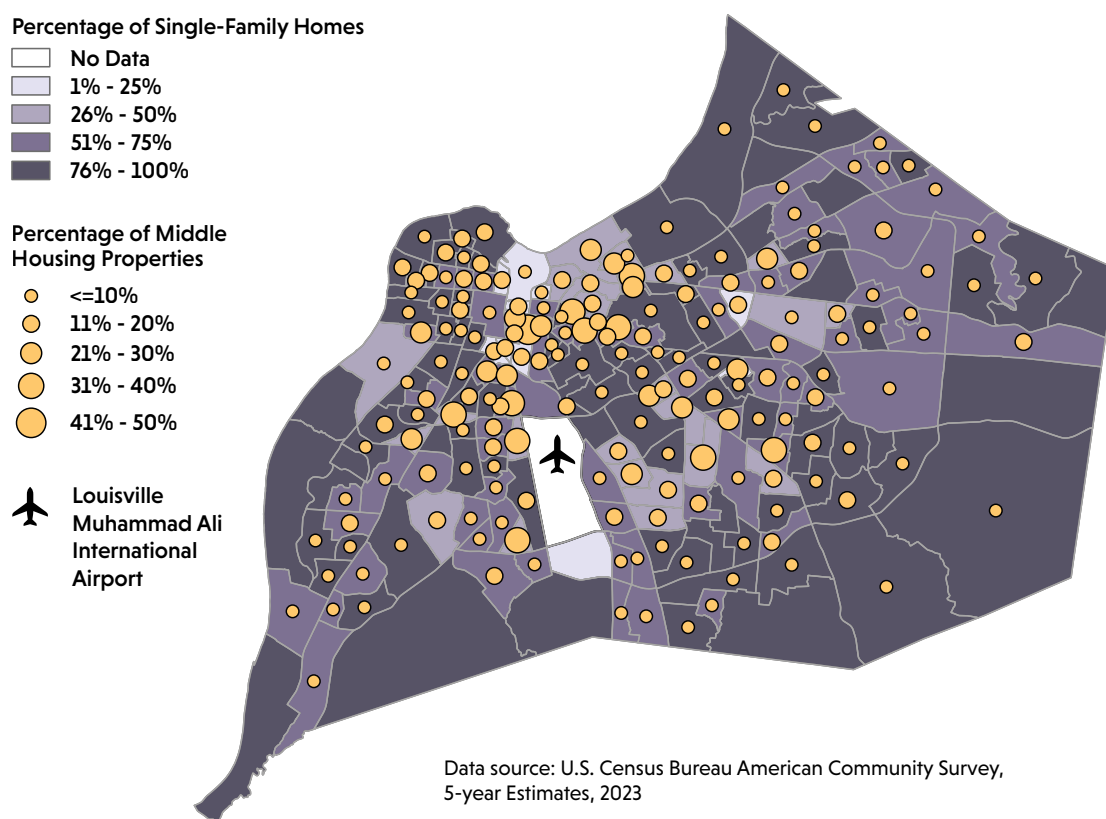 Percentage of Single-Family Homes
No Data
1% - 25%
26% - 50%
51% - 75%
76% - 100%
Percentage of Middle
Housing Properties
<=10%
11% - 20%
21% - 30%
31% - 40%
41% - 50%
Louisville
Muhammad Ali
International
Airport
Data source: U.S. Census Bureau American Community Survey,
5-year Estimates, 2023